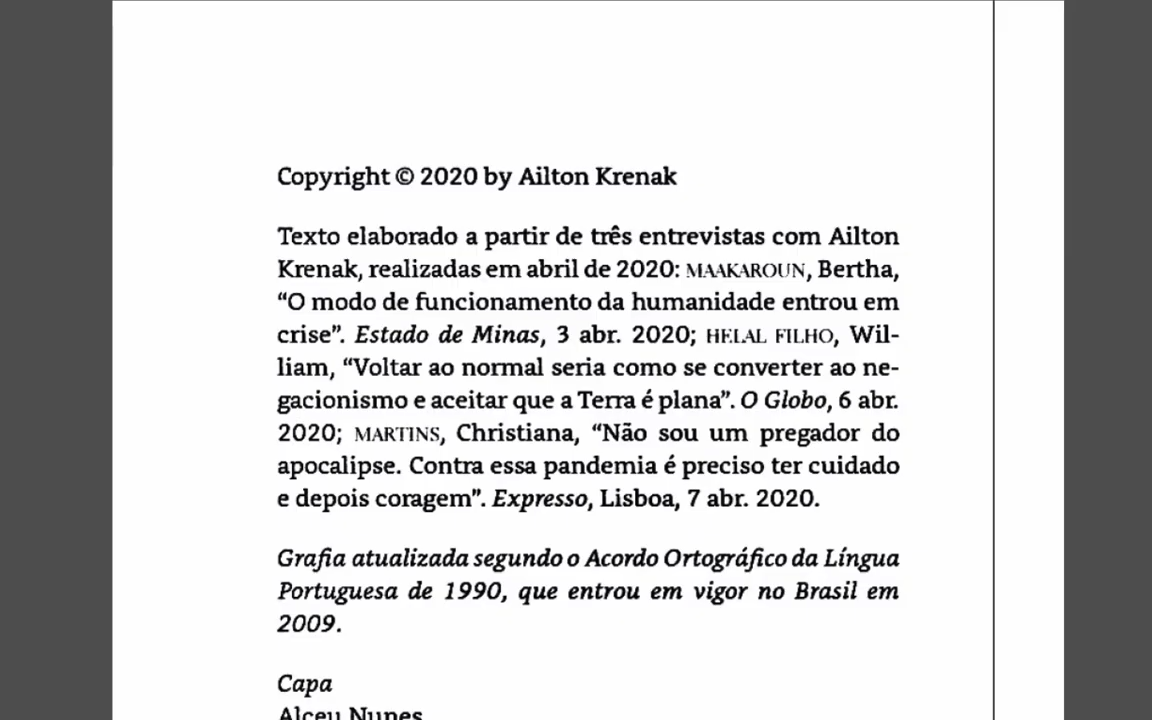 Copyright © 2020 by Ailton Krenak
Texto elaborado a partir de três entrevistas com Ailton
Krenak, realizadas em abril de 2020: MAAKAROUN, Bertha,
“O modo de funcionamento da humanidade entrou em
crise”. Estado de Minas, 3 abr. 2020; HELAL FILHO, Wil-
liam, “Voltar ao normal seria como se converter ao ne-
gacionismo e aceitar que a Terra é plana”. O Globo, 6 abr.
2020; MARTINS, Christiana, “Não sou um pregador do
apocalipse. Contra essa pandemia é preciso ter cuidado
e depois coragem”. Expresso, Lisboa, 7 abr. 2020.
Grafia atualizada segundo o Acordo Ortográfico da Língua
Portuguesa de 1990, que entrou em vigor no Brasil em
2009.
Capa
Alceu Nunes